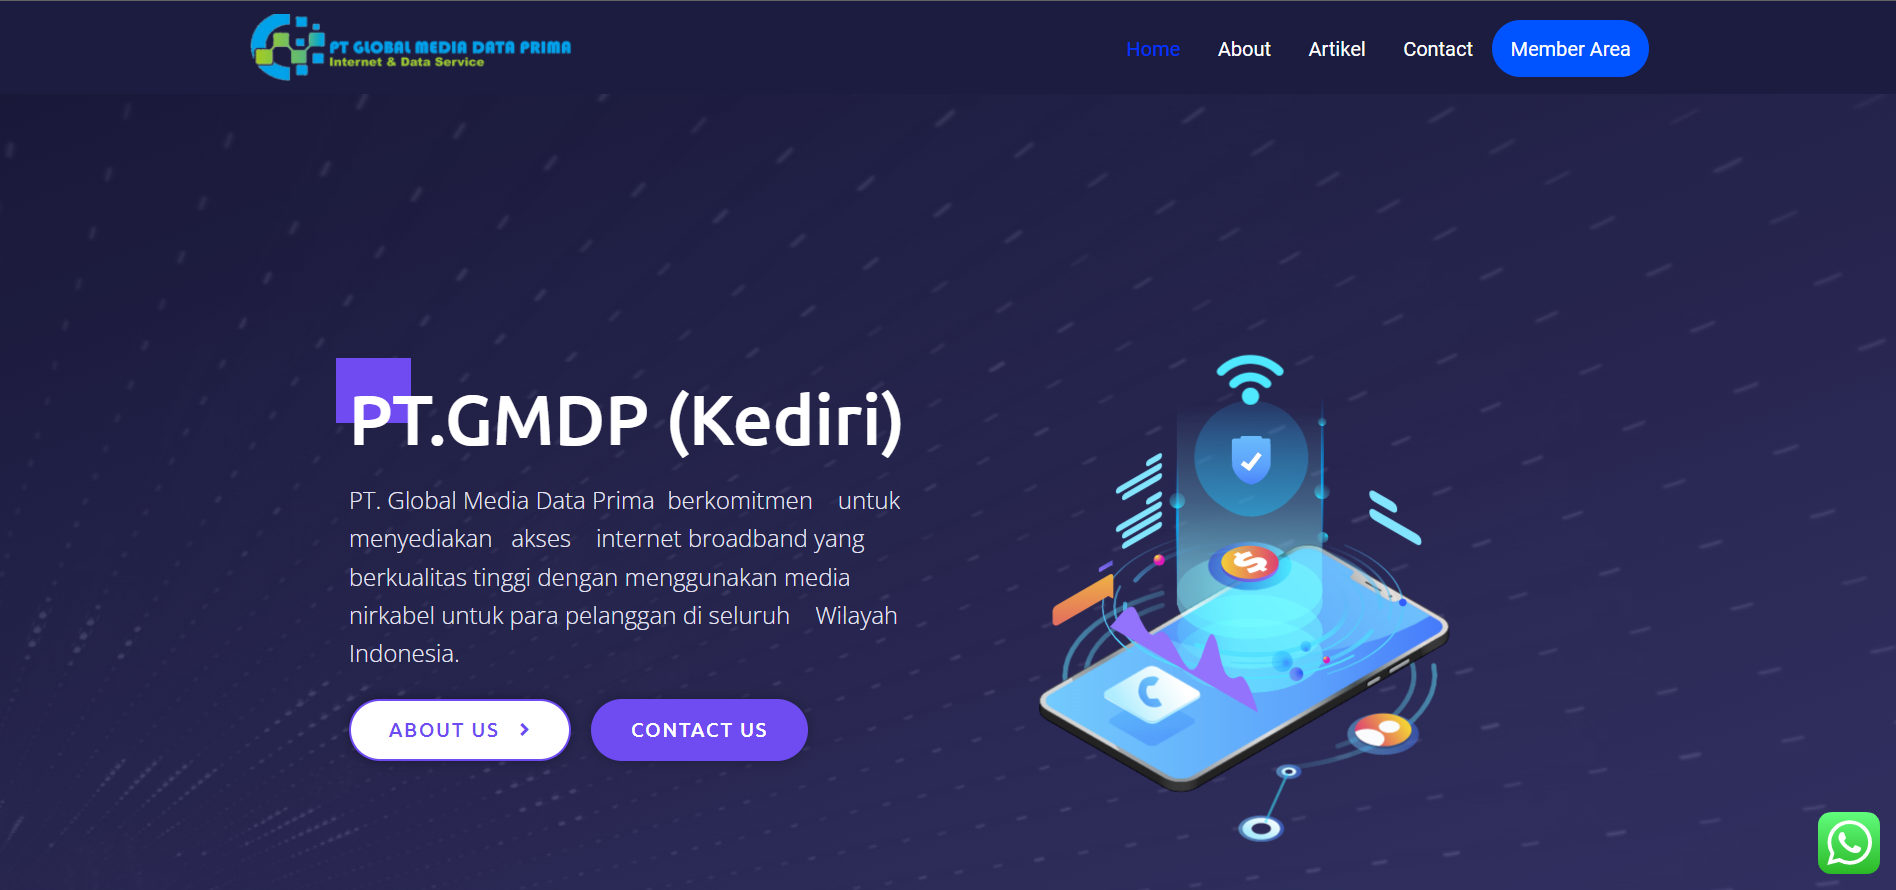 PT GLOBAL MEDIA DATA PRIMA
Internet & Data Service
Home About Artikel Contact Member Area
PT.GMDP (Kediri)
PT. Global Media Data Prima berkomitmen untuk
menyediakan akses internet broadband yang
berkualitas tinggi dengan menggunakan media
nirkabel untuk para pelanggan di seluruh Wilayah
Indonesia.
ABOUT US
CONTACT US